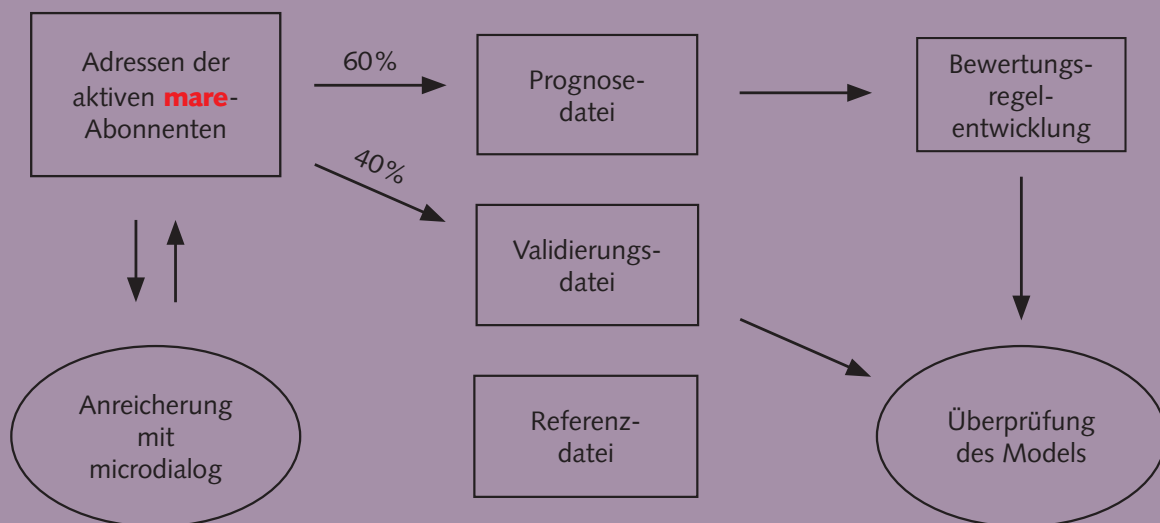 Adressen der
aktiven mare-
Abonnenten
60%
40%
Prognose-
datei
Bewertungs-
regel-
entwicklung
Validierungs-
datei
Anreicherung
mit
microdialog
Referenz-
datei
Überprüfung
des Models